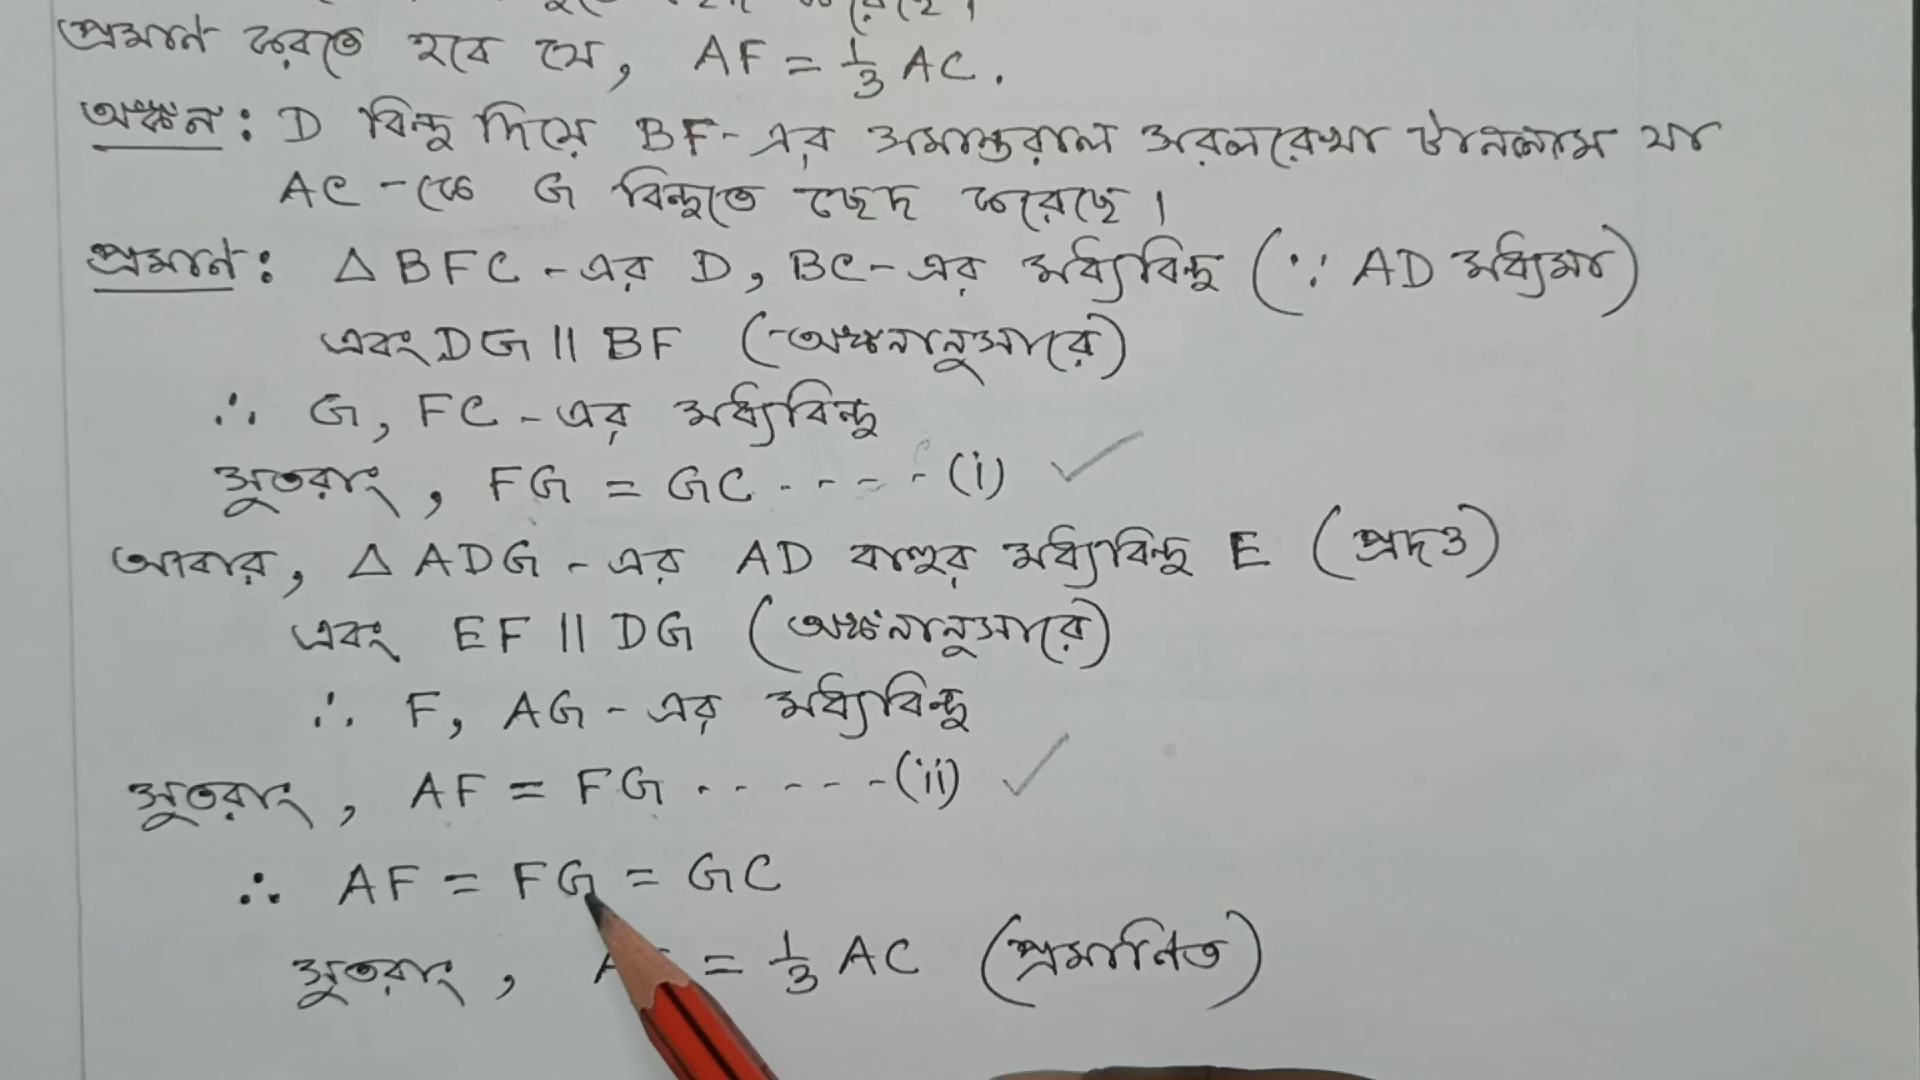 প্রমাণ করতে হবে যে, AF = 1/3 AC.
অঙ্কন: D বিন্দু দিয়ে BF-এর সমান্তরাল সরলরেখা টানলাম যা
AC-কে G বিন্দুতে ছেদ করেছে।
প্রমাণ: △BFC-এর D, BC-এর মধ্যবিন্দু (∵ AD মধ্যমা)
এবং DG || BF (অঙ্কনানুসারে)
∴ G, FC-এর মধ্যবিন্দু
সুতরাং, FG = GC ---- (i)
আবার, △ADG-এর AD বাহুর মধ্যবিন্দু E (প্রদত্ত)
এবং EF || DG (অঙ্কনানুসারে)
∴ F, AG-এর মধ্যবিন্দু
সুতরাং, AF = FG ------ (ii)
∴ AF = FG = GC
সুতরাং, = 1/3 AC (প্রমাণিত)